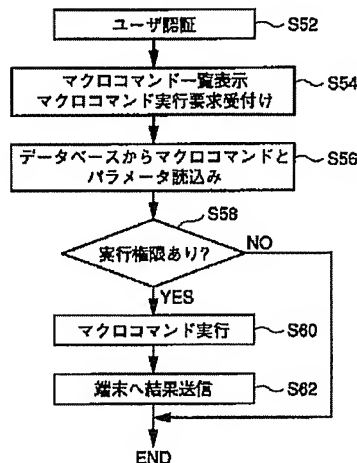 ユーザ認証
S52
マクロコマンド一覧表示
マクロコマンド実行要求受付け
S54
データベースからマクロコマンドと
パラメータ読込み
S56
S58
実行権限あり?
NO
YES
マクロコマンド実行
S60
端末へ結果送信
S62
END